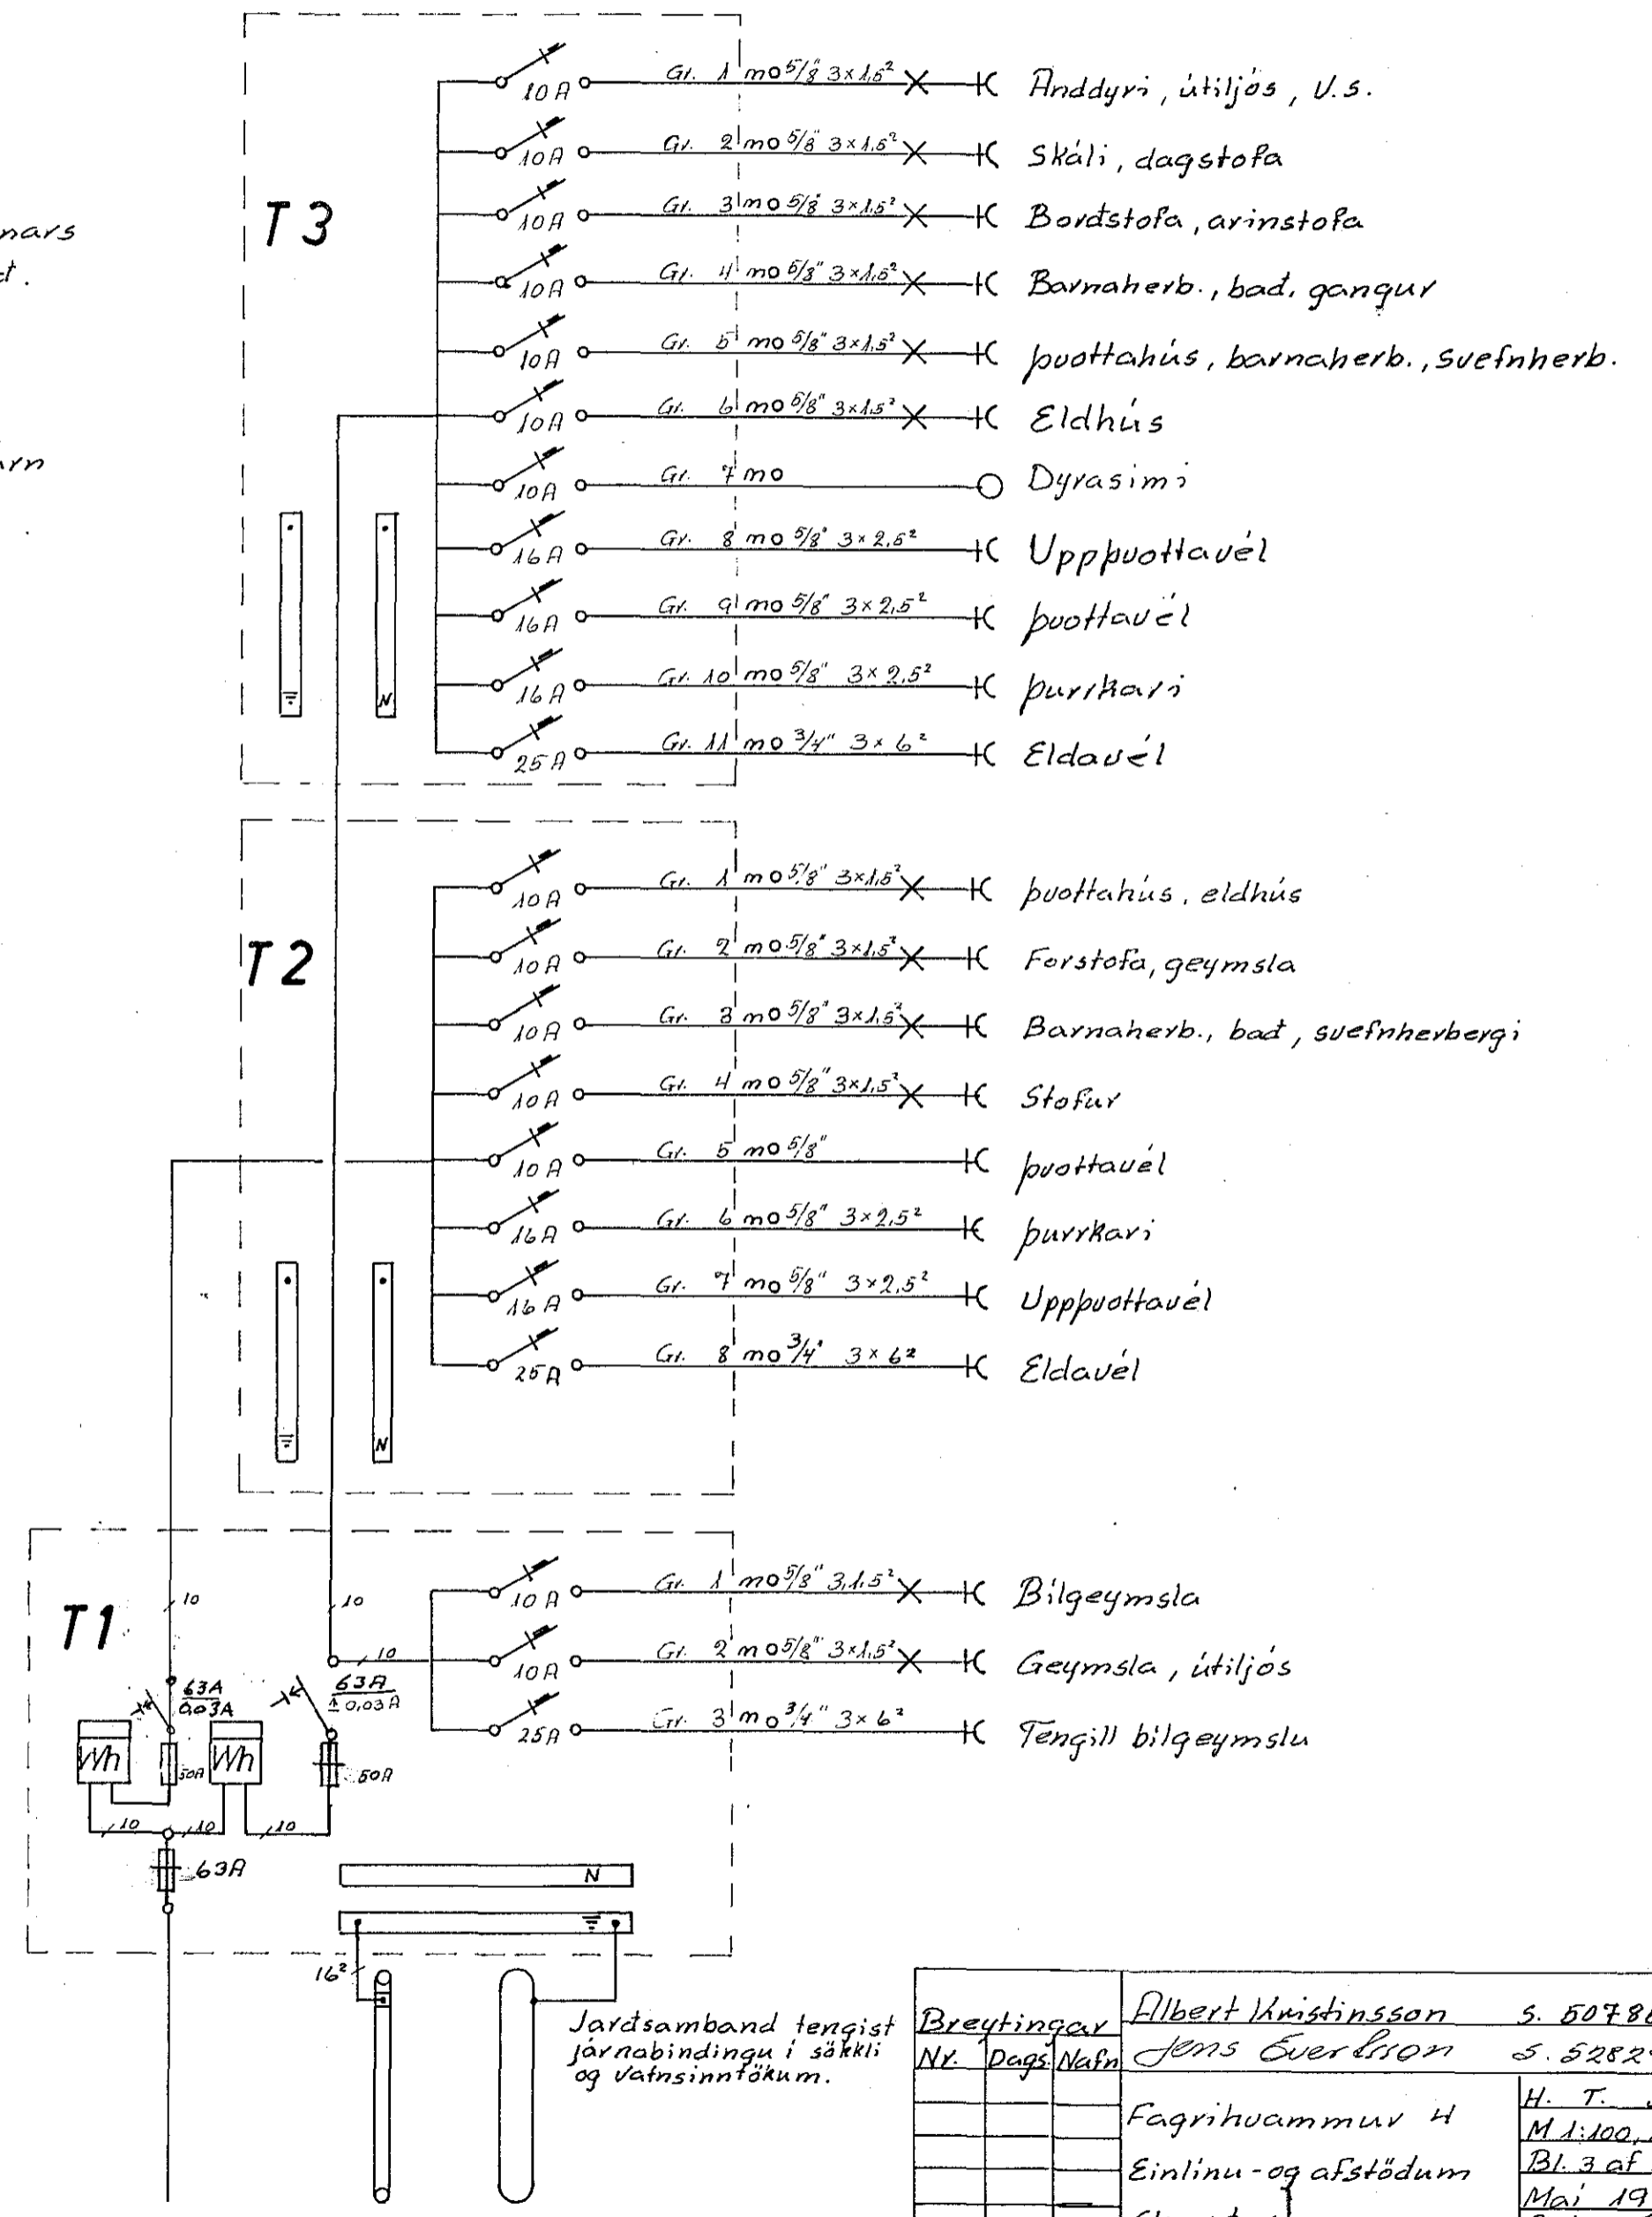 T3
10A Gr. 1 mo 5/8" 3×1,5² Anddyri, útiljós, V.S.
10A Gr. 2 mo 5/8" 3×1,5² Skáli, dagstofa
10A Gr. 3 mo 5/8" 3×1,5² Borðstofa, arinstofa
10A Gr. 4 mo 5/8" 3×1,5² Barnaherb., bað, gangur
10A Gr. 5 mo 5/8" 3×1,5² Þvottahús, barnaherb., svefnherb.
10A Gr. 6 mo 5/8" 3×1,5² Eldhús
10A Gr. 7 mo Dyrasimi
16A Gr. 8 mo 5/8" 3×2,5² Uppþvottavél
16A Gr. 9 mo 5/8" 3×2,5² Þvottavél
16A Gr. 10 mo 5/8" 3×2,5² Þurrkari
25A Gr. 11 mo 3/4" 3×6² Eldavél
N
T2
10A Gr. 1 mo 5/8" 3×1,5² Þvottahús, eldhús
10A Gr. 2 mo 5/8" 3×1,5² Forstofa, geymsla
10A Gr. 3 mo 5/8" 3×1,5² Barnaherb., bað, svefnherbergi
10A Gr. 4 mo 5/8" 3×1,5² Stofur
10A Gr. 5 mo 5/8" Þvottavél
16A Gr. 6 mo 5/8" 3×2,5² Þurrkari
16A Gr. 7 mo 5/8" 3×2,5² Uppþvottavél
25A Gr. 8 mo 3/4" 3×6² Eldavél
N
T1
10A Gr. 1 mo 5/8" 3,1,5² Bílgeymsla
10A Gr. 2 mo 5/8" 3×1,5² Geymsla, útiljós
25A Gr. 3 mo 3/4" 3×6² Tengill bílgeymslu
10 10 10
63A 0,03A
63A 0,03A
Wh 50A Wh 50A
10 10 10
63A
N
16²
Jarðsamband tengist
járnabindingu í sökkli
og vatnsinntökum.
Breytingar
Nr. Dags. Nafn
Albert Kristinsson S. 5078
S. 5282
Fagrihvammur 4
Einlínu-og afstöðum
H. T.
M 1:100,
Bl. 3 af
Maí 19